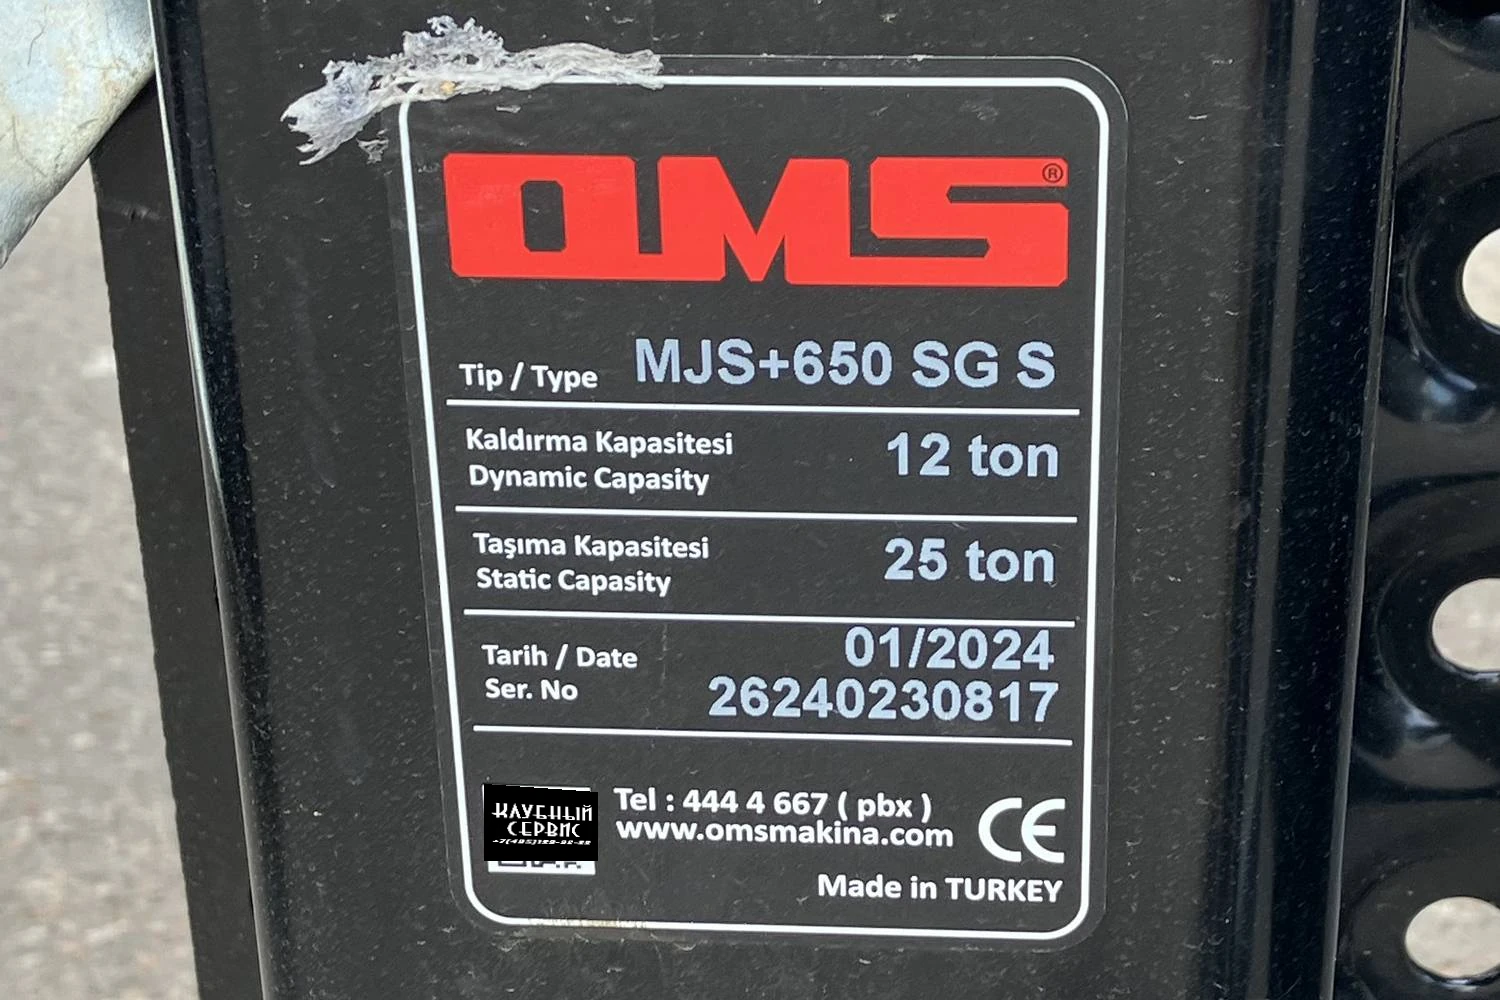 OMS®
Tip / Type MJS+650 SG S
Kaldırma Kapasitesi
Dynamic Capasity
12 ton
Taşıma Kapasitesi
Static Capasity
25 ton
Tarih / Date 01/2024
Ser. No 26240230817
КЛУБНЫЙ
СЕРВИС
Tel : 444 4 667 ( pbx )
www.omsmakina.com
CE
Made in TURKEY